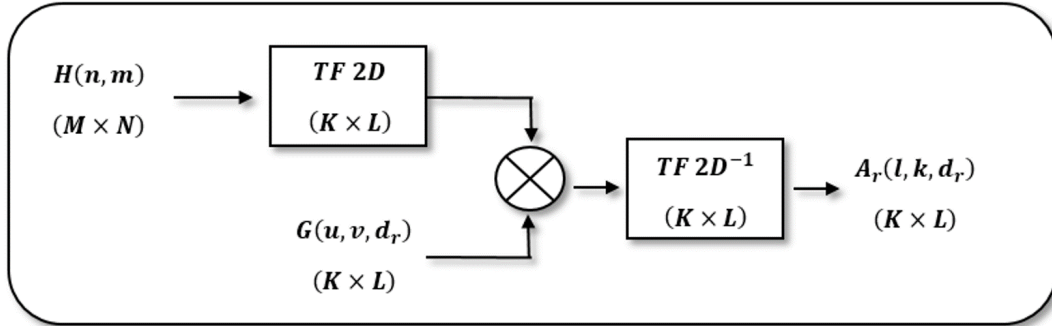 H(n, m)
(M × N)
TF 2D
(K × L)
G(u, v, d_r)
(K × L)
TF 2D⁻¹
(K × L)
A_r(l, k, d_r)
(K × L)